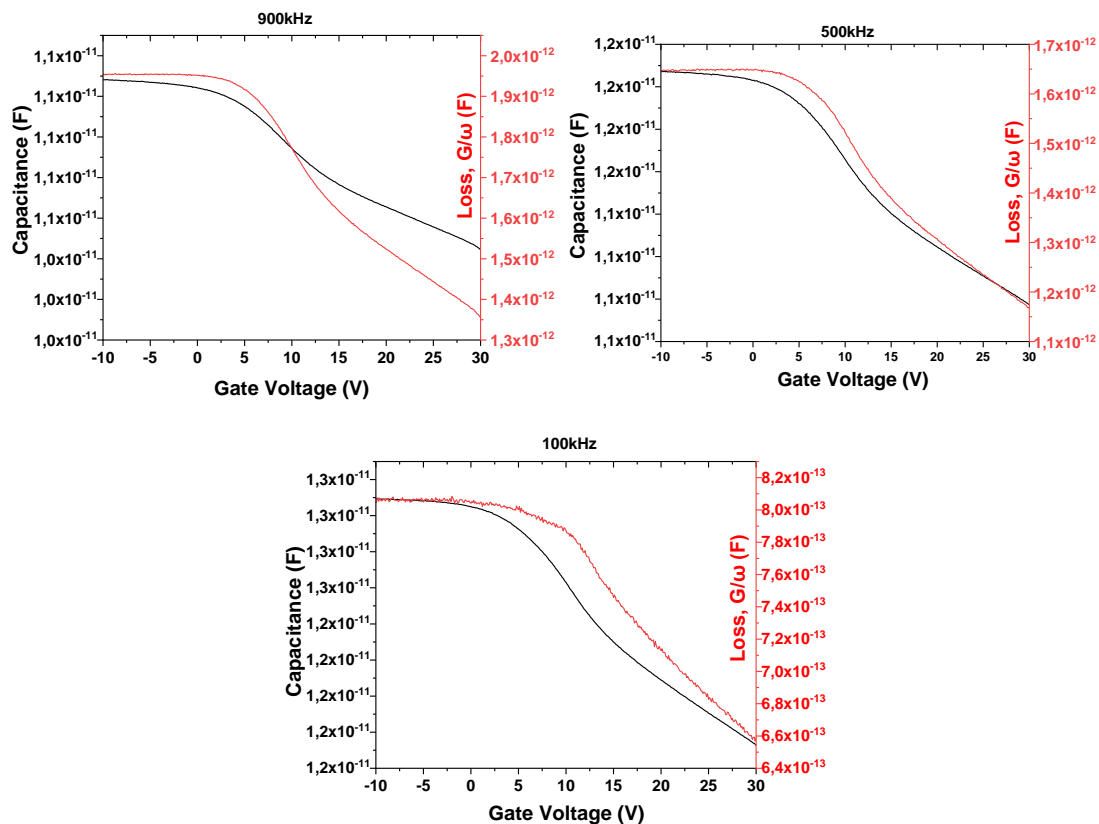 900kHz
1,1x10-11
1,1x10-11
1,1x10-11
1,1x10-11
1,1x10-11
1,0x10-11
1,0x10-11
1,0x10-11
Capacitance (F)
2,0x10-12
1,9x10-12
1,8x10-12
1,7x10-12
1,6x10-12
1,5x10-12
1,4x10-12
1,3x10-12
Loss, G/ω (F)
-10 -5 0 5 10 15 20 25 30
Gate Voltage (V)
500kHz
1,2x10-11
1,2x10-11
1,2x10-11
1,2x10-11
1,1x10-11
1,1x10-11
1,1x10-11
1,1x10-11
Capacitance (F)
1,7x10-12
1,6x10-12
1,5x10-12
1,4x10-12
1,3x10-12
1,2x10-12
1,1x10-12
Loss, G/ω (F)
-10 -5 0 5 10 15 20 25 30
Gate Voltage (V)
100kHz
1,3x10-11
1,3x10-11
1,3x10-11
1,3x10-11
1,2x10-11
1,2x10-11
1,2x10-11
1,2x10-11
1,2x10-11
Capacitance (F)
8,2x10-13
8,0x10-13
7,8x10-13
7,6x10-13
7,4x10-13
7,2x10-13
7,0x10-13
6,8x10-13
6,6x10-13
6,4x10-13
Loss, G/ω (F)
-10 -5 0 5 10 15 20 25 30
Gate Voltage (V)